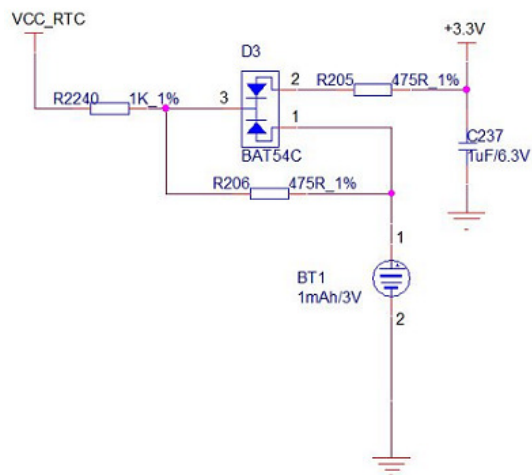 VCC_RTC
+3.3V
D3
R2240 1K_1%
3
2
R205 475R_1%
1
BAT54C
C237
1uF/6.3V
R206 475R_1%
1
BT1
1mAh/3V
2